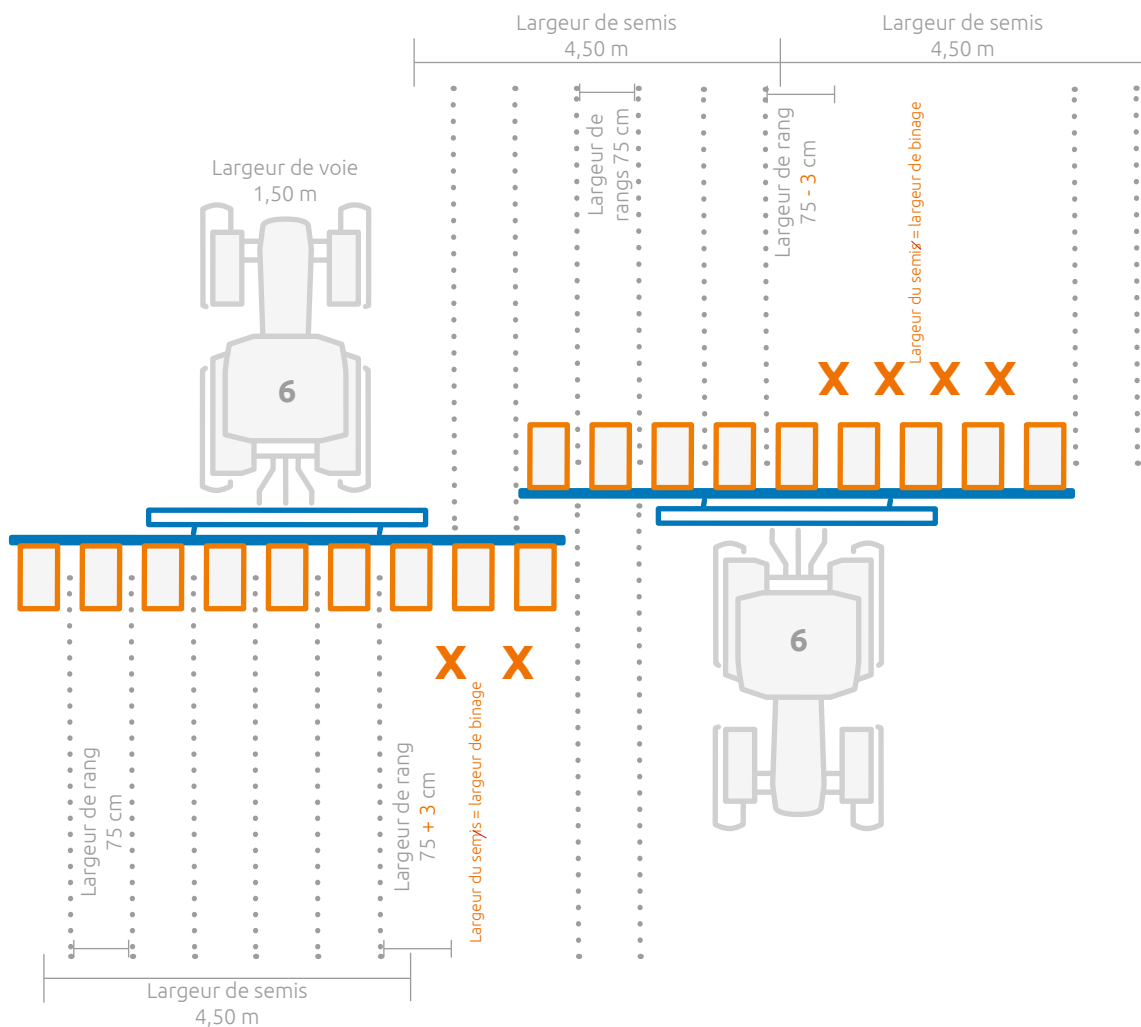 Largeur de semis
4,50 m
Largeur de semis
4,50 m
Largeur de voie
1,50 m
Largeur de
rangs 75 cm
Largeur de rang
75 - 3 cm
Largeur du semis = largeur de binage
X X X X
6
6
X X
Largeur de rang
75 cm
Largeur de rang
75 + 3 cm
Largeur du semis = largeur de binage
Largeur de semis
4,50 m